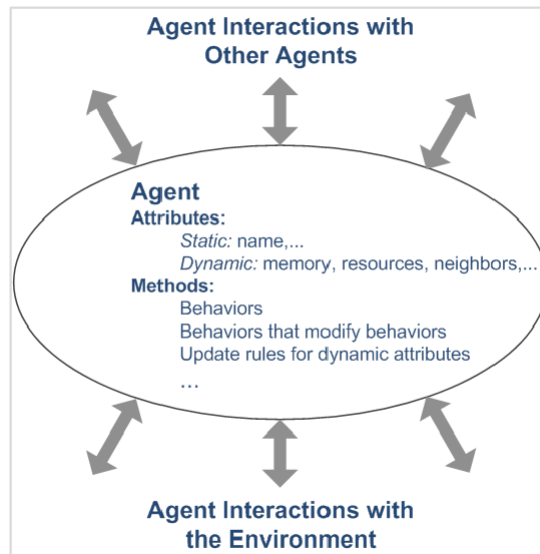 Agent Interactions with
Other Agents
Agent
Attributes:
Static: name,...
Dynamic: memory, resources, neighbors,...
Methods:
Behaviors
Behaviors that modify behaviors
Update rules for dynamic attributes
...
Agent Interactions with
the Environment